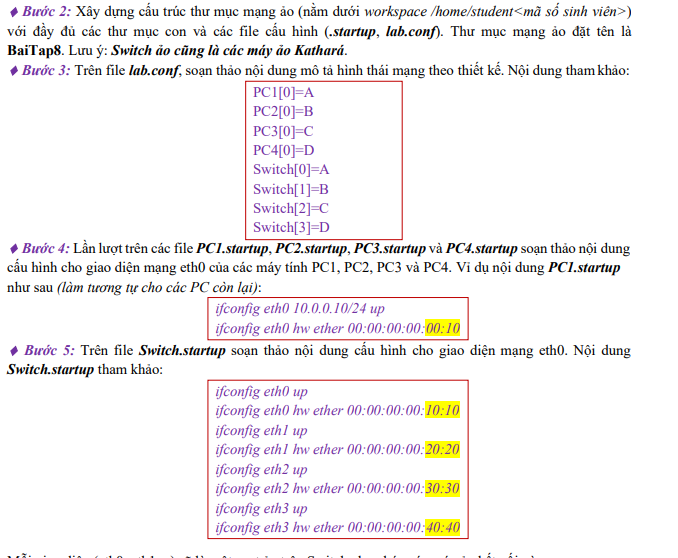 ♦ Bước 2: Xây dựng cấu trúc thư mục mạng ảo (nằm dưới workspace /home/student<mã số sinh viên>)
với đầy đủ các thư mục con và các file cấu hình (.startup, lab.conf). Thư mục mạng ảo đặt tên là
BaiTap8. Lưu ý: Switch ảo cũng là các máy ảo Kathará.
♦ Bước 3: Trên file lab.conf, soạn thảo nội dung mô tả hình thái mạng theo thiết kế. Nội dung tham khảo:
PC1[0]=A
PC2[0]=B
PC3[0]=C
PC4[0]=D
Switch[0]=A
Switch[1]=B
Switch[2]=C
Switch[3]=D
♦ Bước 4: Lần lượt trên các file PC1.startup, PC2.startup, PC3.startup và PC4.startup soạn thảo nội dung
cấu hình cho giao diện mạng eth0 của các máy tính PC1, PC2, PC3 và PC4. Ví dụ nội dung PC1.startup
như sau (làm tương tự cho các PC còn lại):
ifconfig eth0 10.0.0.10/24 up
ifconfig eth0 hw ether 00:00:00:00:00:10
♦ Bước 5: Trên file Switch.startup soạn thảo nội dung cấu hình cho giao diện mạng eth0. Nội dung
Switch.startup tham khảo:
ifconfig eth0 up
ifconfig eth0 hw ether 00:00:00:00:10:10
ifconfig eth1 up
ifconfig eth1 hw ether 00:00:00:00:20:20
ifconfig eth2 up
ifconfig eth2 hw ether 00:00:00:00:30:30
ifconfig eth3 up
ifconfig eth3 hw ether 00:00:00:00:40:40